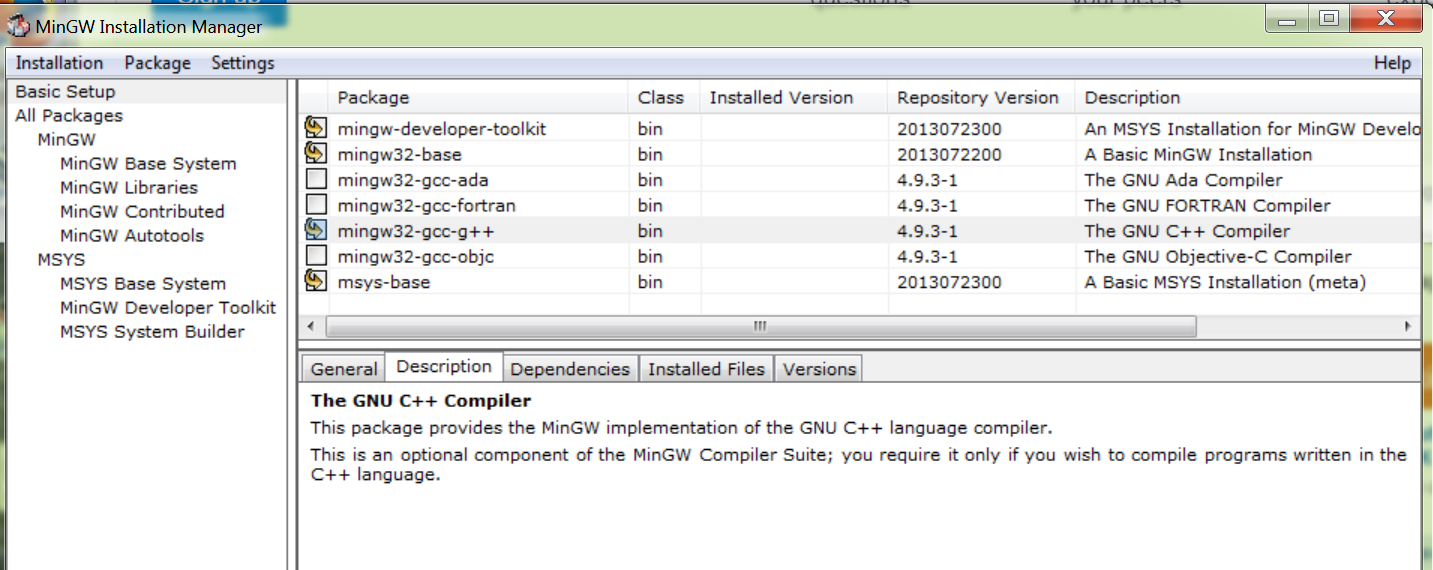 Sign up questions your peers
MinGW Installation Manager
Installation Package Settings Help
Basic Setup
All Packages
MinGW
MinGW Base System
MinGW Libraries
MinGW Contributed
MinGW Autotools
MSYS
MSYS Base System
MinGW Developer Toolkit
MSYS System Builder
Package Class Installed Version Repository Version Description
mingw-developer-toolkit bin 2013072300 An MSYS Installation for MinGW Develo
mingw32-base bin 2013072200 A Basic MinGW Installation
mingw32-gcc-ada bin 4.9.3-1 The GNU Ada Compiler
mingw32-gcc-fortran bin 4.9.3-1 The GNU FORTRAN Compiler
mingw32-gcc-g++ bin 4.9.3-1 The GNU C++ Compiler
mingw32-gcc-objc bin 4.9.3-1 The GNU Objective-C Compiler
msys-base bin 2013072300 A Basic MSYS Installation (meta)
General Description Dependencies Installed Files Versions
The GNU C++ Compiler
This package provides the MinGW implementation of the GNU C++ language compiler.
This is an optional component of the MinGW Compiler Suite; you require it only if you wish to compile programs written in the
C++ language.